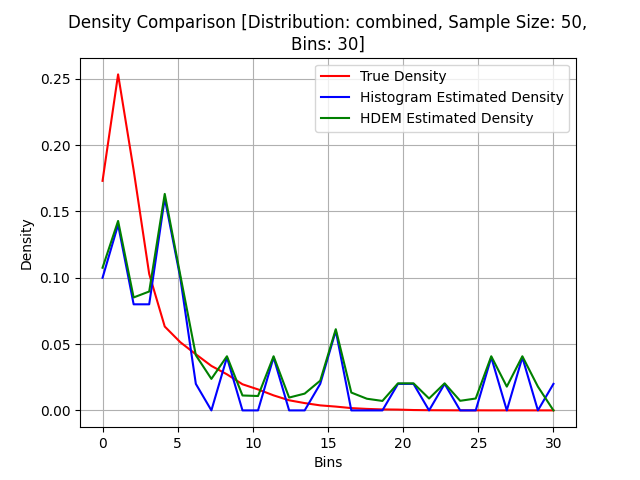 Density Comparison [Distribution: combined, Sample Size: 50,
Bins: 30]
True Density
Histogram Estimated Density
HDEM Estimated Density
Density
0.25
0.20
0.15
0.10
0.05
0.00
0 5 10 15 20 25 30
Bins